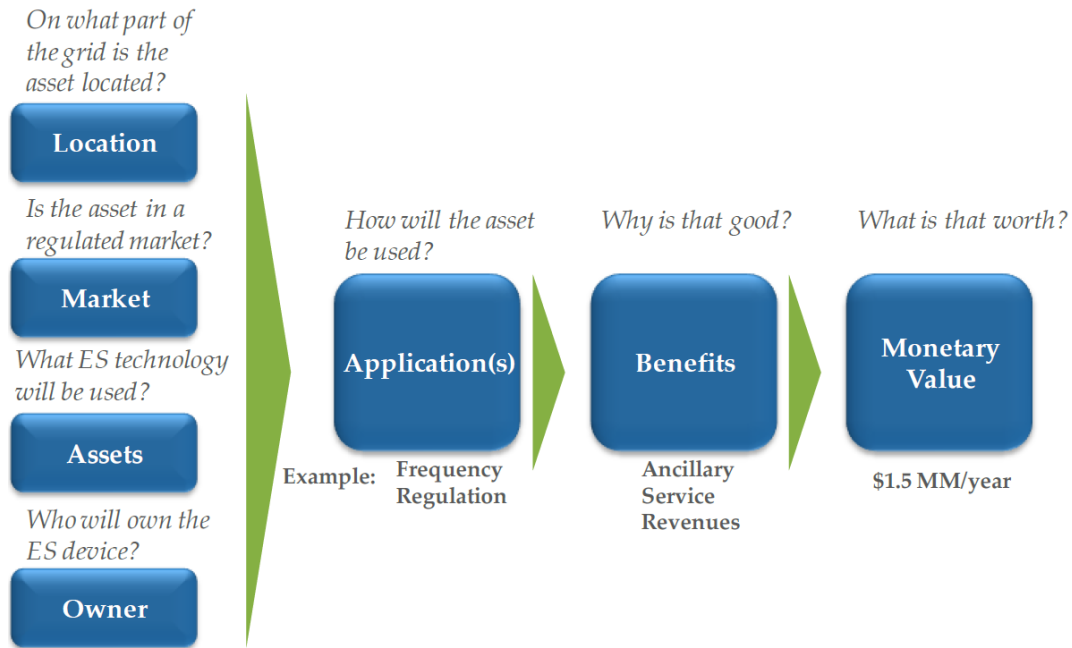 On what part of
the grid is the
asset located?
Location
Is the asset in a
regulated market?
Market
What ES technology
will be used?
Assets
Who will own the
ES device?
Owner
How will the asset
be used?
Application(s)
Example:
Frequency
Regulation
Why is that good?
Benefits
Ancillary
Service
Revenues
What is that worth?
Monetary
Value
$1.5 MM/year